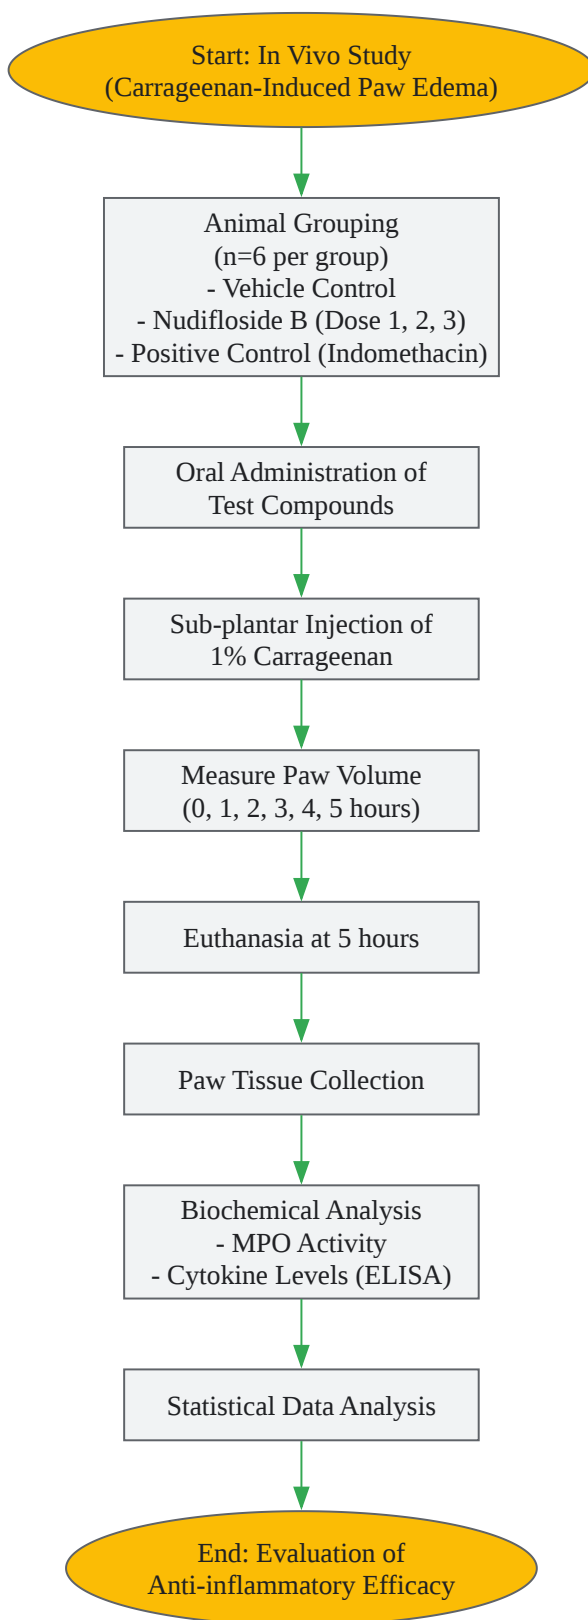 Start: In Vivo Study
(Carrageenan-Induced Paw Edema)
Animal Grouping
(n=6 per group)
- Vehicle Control
- Nudifloside B (Dose 1, 2, 3)
- Positive Control (Indomethacin)
Oral Administration of
Test Compounds
Sub-plantar Injection of
1% Carrageenan
Measure Paw Volume
(0, 1, 2, 3, 4, 5 hours)
Euthanasia at 5 hours
Paw Tissue Collection
Biochemical Analysis
- MPO Activity
- Cytokine Levels (ELISA)
Statistical Data Analysis
End: Evaluation of
Anti-inflammatory Efficacy